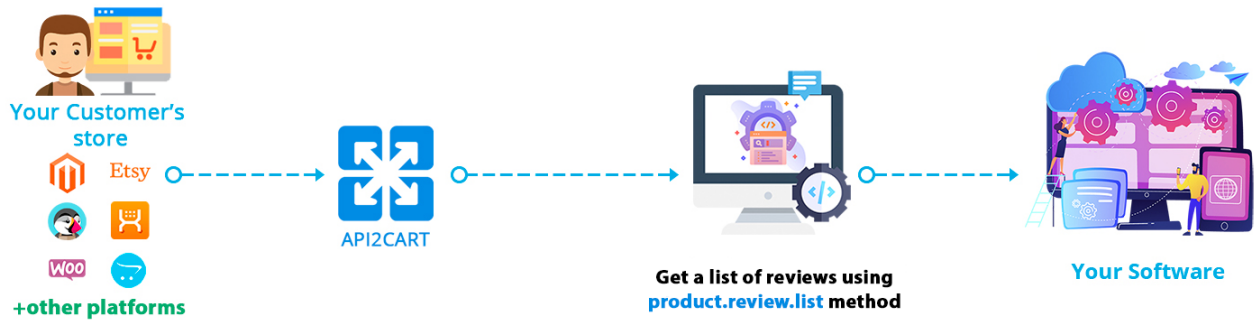 Your Customer's
store
Etsy
WOO
+other platforms
API2CART
</>
</>
Get a list of reviews using
product.review.list method
Your Software